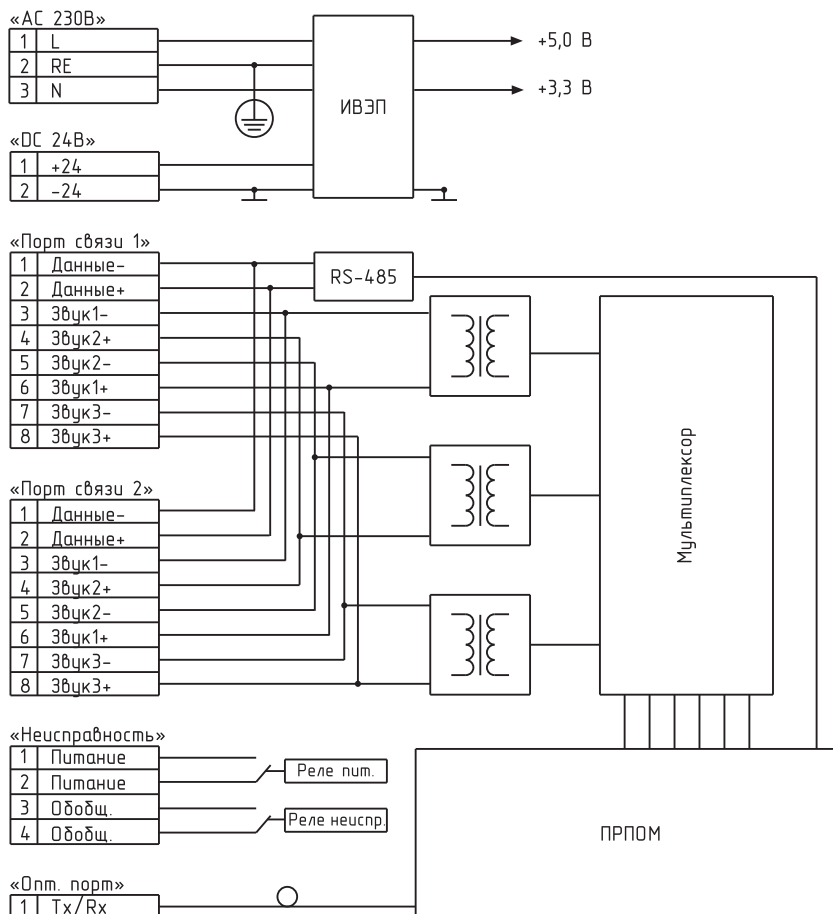 «AC 230В»
1 L
2 RE
3 N
ИВЭП
+5,0 В
+3,3 В
«DC 24В»
1 +24
2 -24
«Порт связи 1»
1 Данные-
2 Данные+
3 Звук1-
4 Звук2+
5 Звук2-
6 Звук1+
7 Звук3-
8 Звук3+
RS-485
Мультиплексор
«Порт связи 2»
1 Данные-
2 Данные+
3 Звук1-
4 Звук2+
5 Звук2-
6 Звук1+
7 Звук3-
8 Звук3+
«Неисправность»
1 Питание
2 Питание
3 Обобщ.
4 Обобщ.
Реле пит.
Реле неиспр.
ПРПОМ
«Опт. порт»
1 Tx/Rx